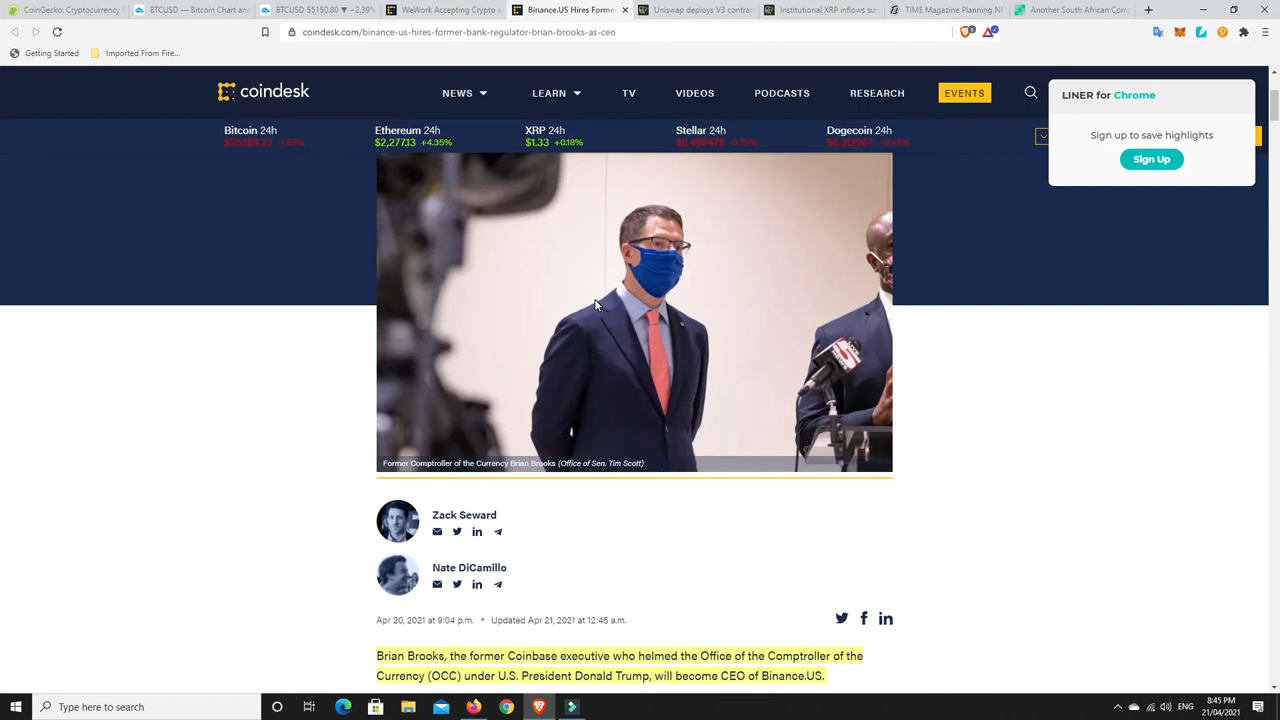 CoinGecko: Cryptocurrency P
BTCUSD — Bitcoin Chart and
BTCUSD 55150.80 ▼ −2.39%
WeWork Accepting Crypto a
Binance.US Hires Forme
Uniswap deploys V3 contract
Institutional XRP inflows sur
TIME Magazine Planning NF
Another South African Com
coindesk.com/binance-us-hires-former-bank-regulator-brian-brooks-as-ceo
Getting Started
Imported From Fire...
coindesk
NEWS
LEARN
TV
VIDEOS
PODCASTS
RESEARCH
EVENTS
LINER for Chrome
Sign up to save highlights
Sign Up
Bitcoin 24h
Ethereum 24h
XRP 24h
Stellar 24h
Dogecoin 24h
$2,277.13 +4.35%
$1.33 +0.18%
Former Comptroller of the Currency Brian Brooks (Office of Sen. Tim Scott)
Zack Seward
Nate DiCamillo
Apr 20, 2021 at 9:04 p.m. • Updated Apr 21, 2021 at 12:45 a.m.
Brian Brooks, the former Coinbase executive who helmed the Office of the Comptroller of the
Currency (OCC) under U.S. President Donald Trump, will become CEO of Binance.US.
Type here to search
ENG
8:45 PM
21/04/2021